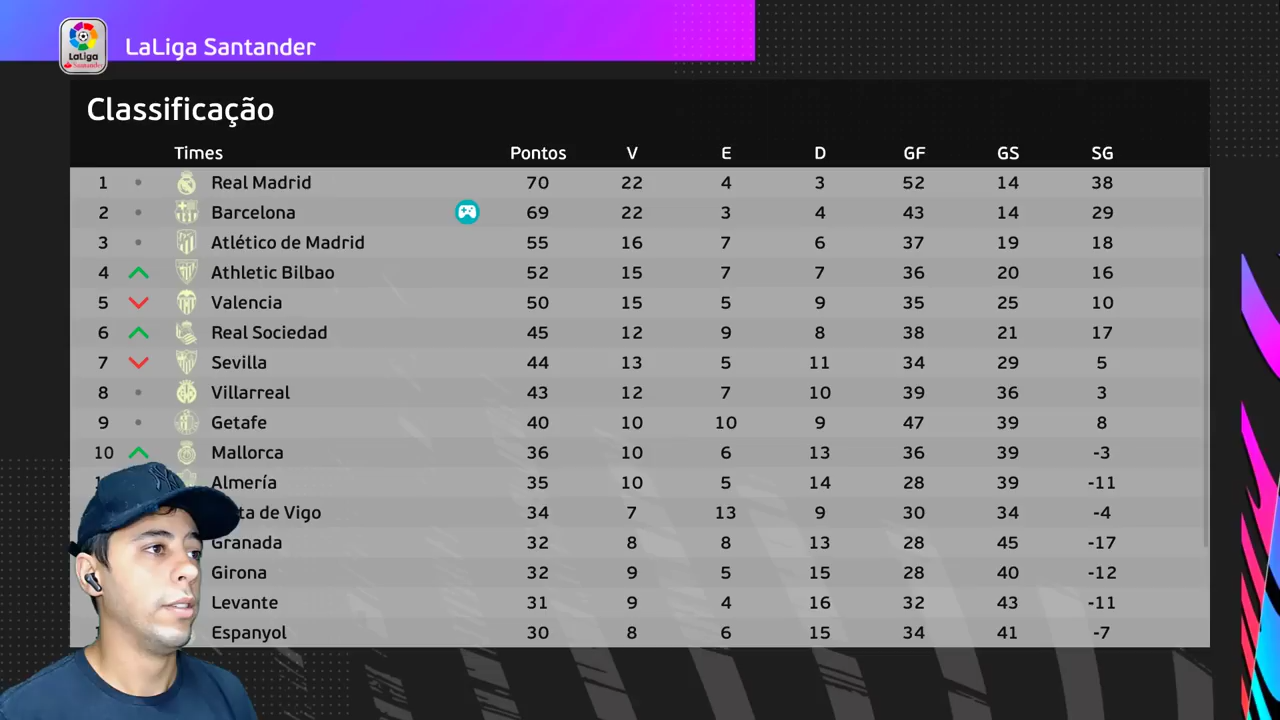 LaLiga Santander
LaLiga
Santander
Classificação
Times Pontos V E D GF GS SG
1 Real Madrid 70 22 4 3 52 14 38
2 Barcelona 69 22 3 4 43 14 29
3 Atlético de Madrid 55 16 7 6 37 19 18
4 Athletic Bilbao 52 15 7 7 36 20 16
5 Valencia 50 15 5 9 35 25 10
6 Real Sociedad 45 12 9 8 38 21 17
7 Sevilla 44 13 5 11 34 29 5
8 Villarreal 43 12 7 10 39 36 3
9 Getafe 40 10 10 9 47 39 8
10 Mallorca 36 10 6 13 36 39 -3
Almería 35 10 5 14 28 39 -11
ta de Vigo 34 7 13 9 30 34 -4
Granada 32 8 8 13 28 45 -17
Girona 32 9 5 15 28 40 -12
Levante 31 9 4 16 32 43 -11
Espanyol 30 8 6 15 34 41 -7